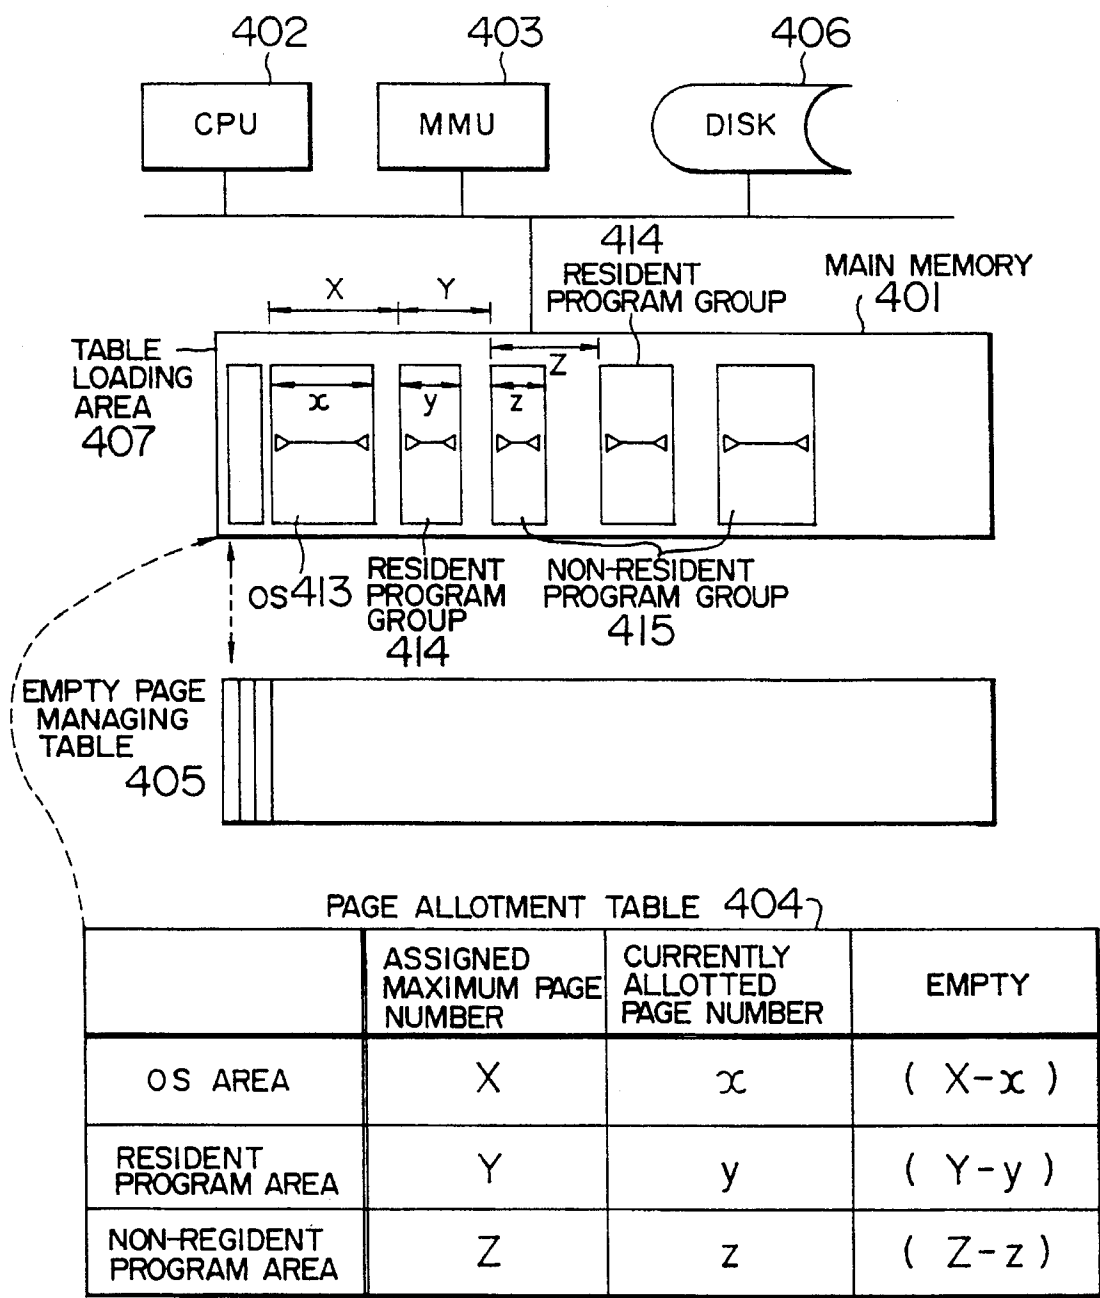 402
403
406
CPU
MMU
DISK
414
RESIDENT
PROGRAM GROUP
MAIN MEMORY
401
X
Y
Z
TABLE
LOADING
AREA
407
x
y
z
OS 413
RESIDENT
PROGRAM
GROUP
414
NON-RESIDENT
PROGRAM GROUP
415
EMPTY PAGE
MANAGING
TABLE
405
PAGE ALLOTMENT TABLE 404
ASSIGNED
MAXIMUM PAGE
NUMBER
CURRENTLY
ALLOTTED
PAGE NUMBER
EMPTY
OS AREA
X
x
( X-x )
RESIDENT
PROGRAM AREA
Y
y
( Y-y )
NON-REGIDENT
PROGRAM AREA
Z
z
( Z-z )